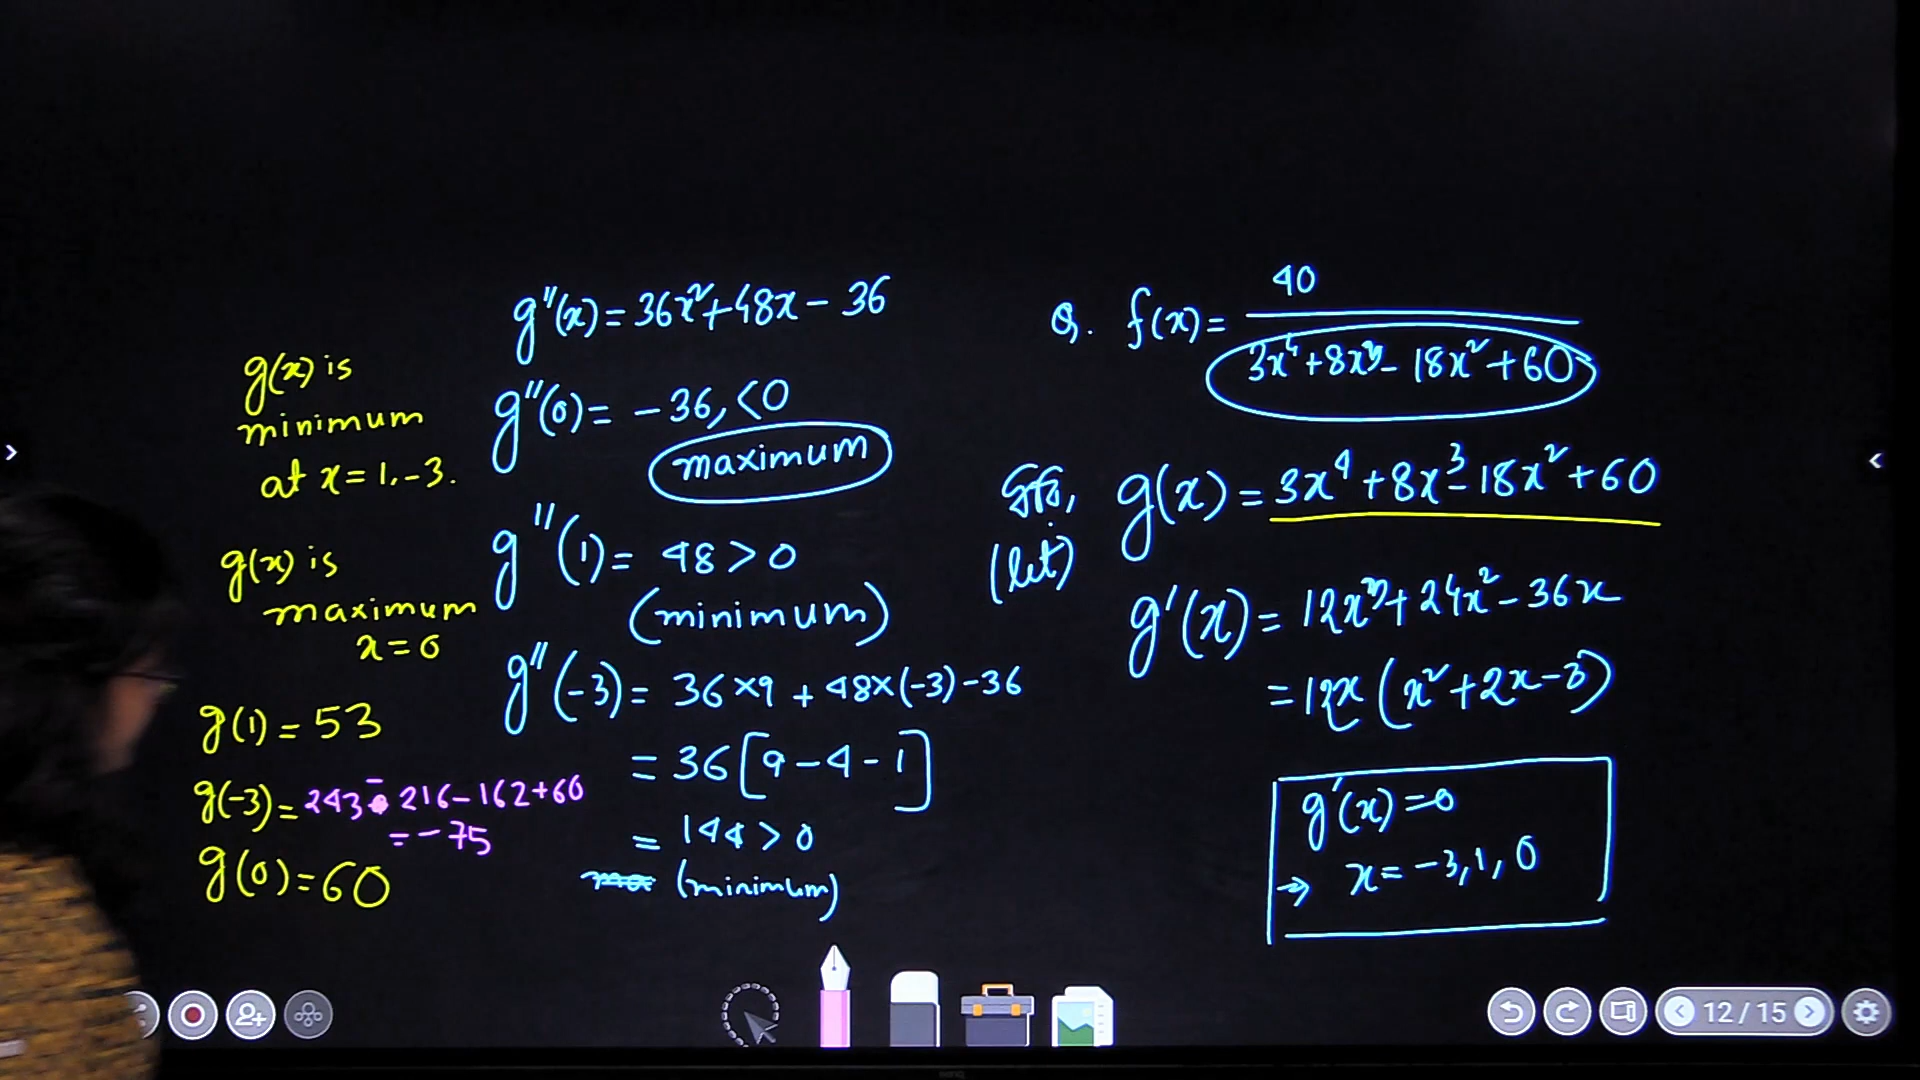 Q. f(x) = 40 / 3x⁴+8x³- 18x²+60
(let) g(x) = 3x⁴+8x³-18x²+60
g'(x) = 12x³+24x²-36x
=12x (x²+2x-3)
g'(x)=0
→ x= -3,1,0
g"(x)=36x²+48x- 36
g"(0)= -36,<0
maximum
g"(1)= 48>0
(minimum)
g"(-3)= 36×9 + 48×(-3)-36
= 36[9-4-1]
= 144>0
(minimum)
g(x) is
minimum
at x=1,-3.
g(x) is
maximum
x=0
g(1)=53
g(-3)=243-216-162+60
=-75
g(0)=60
12/15